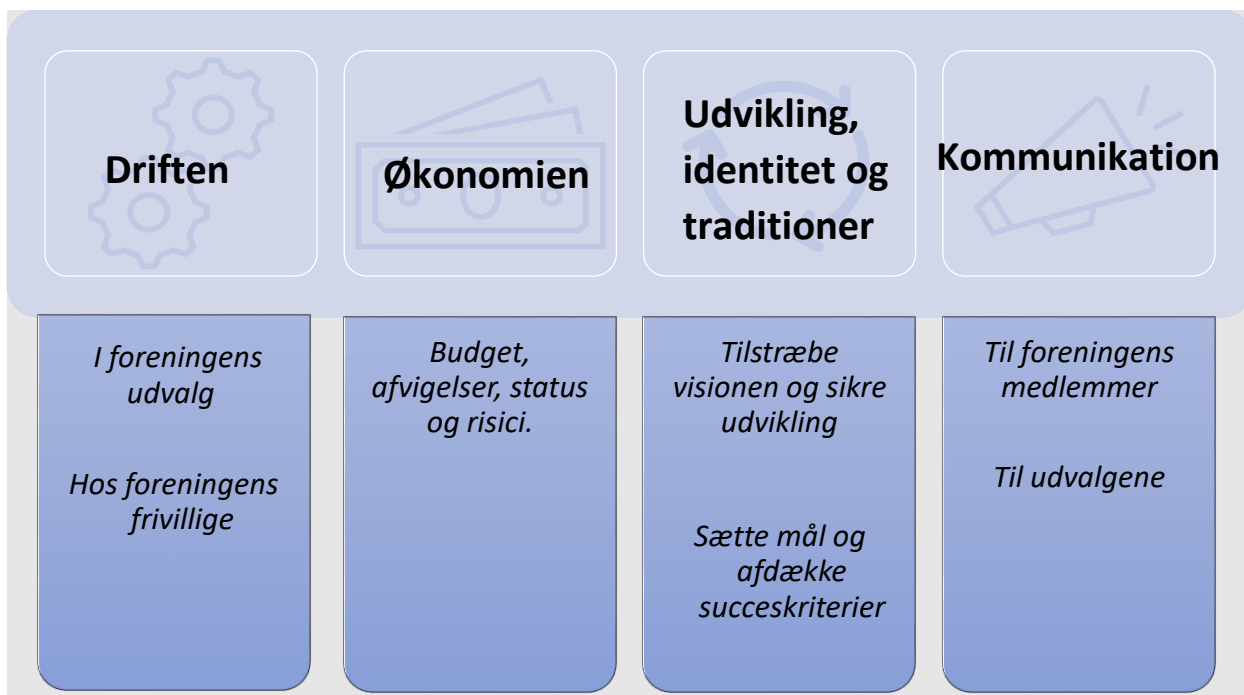 Driften
Økonomien
Udvikling,
identitet og
traditioner
Kommunikation
I foreningens
udvalg
Hos foreningens
frivillige
Budget,
afvigelser, status
og risici.
Tilstræbe
visionen og sikre
udvikling
Sætte mål og
afdække
succeskriterier
Til foreningens
medlemmer
Til udvalgene